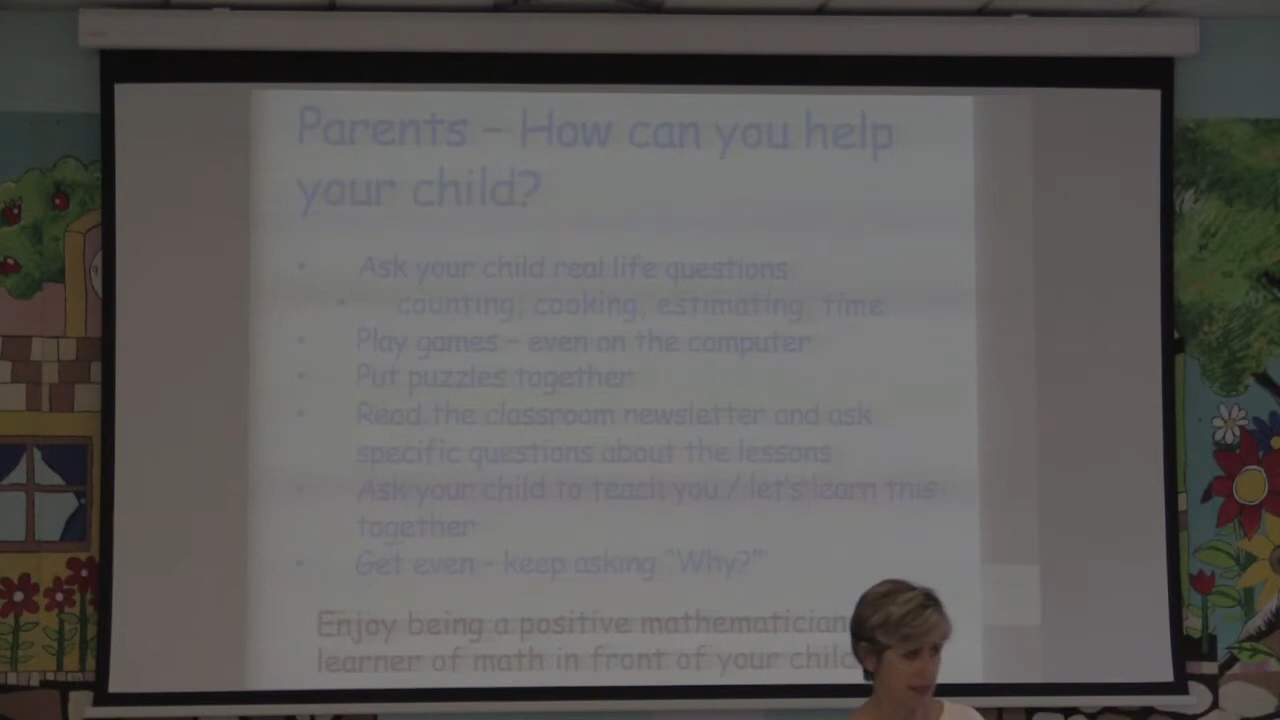 Parents - How can you help
your child?
• Ask your child real life questions
• counting, cooking, estimating, time
• Play games - even on the computer
• Put puzzles together
• Read the classroom newsletter and ask
specific questions about the lessons
• Ask your child to teach you / let's learn this
together
• Get even - keep asking "Why?"
Enjoy being a positive mathematician
learner of math in front of your child